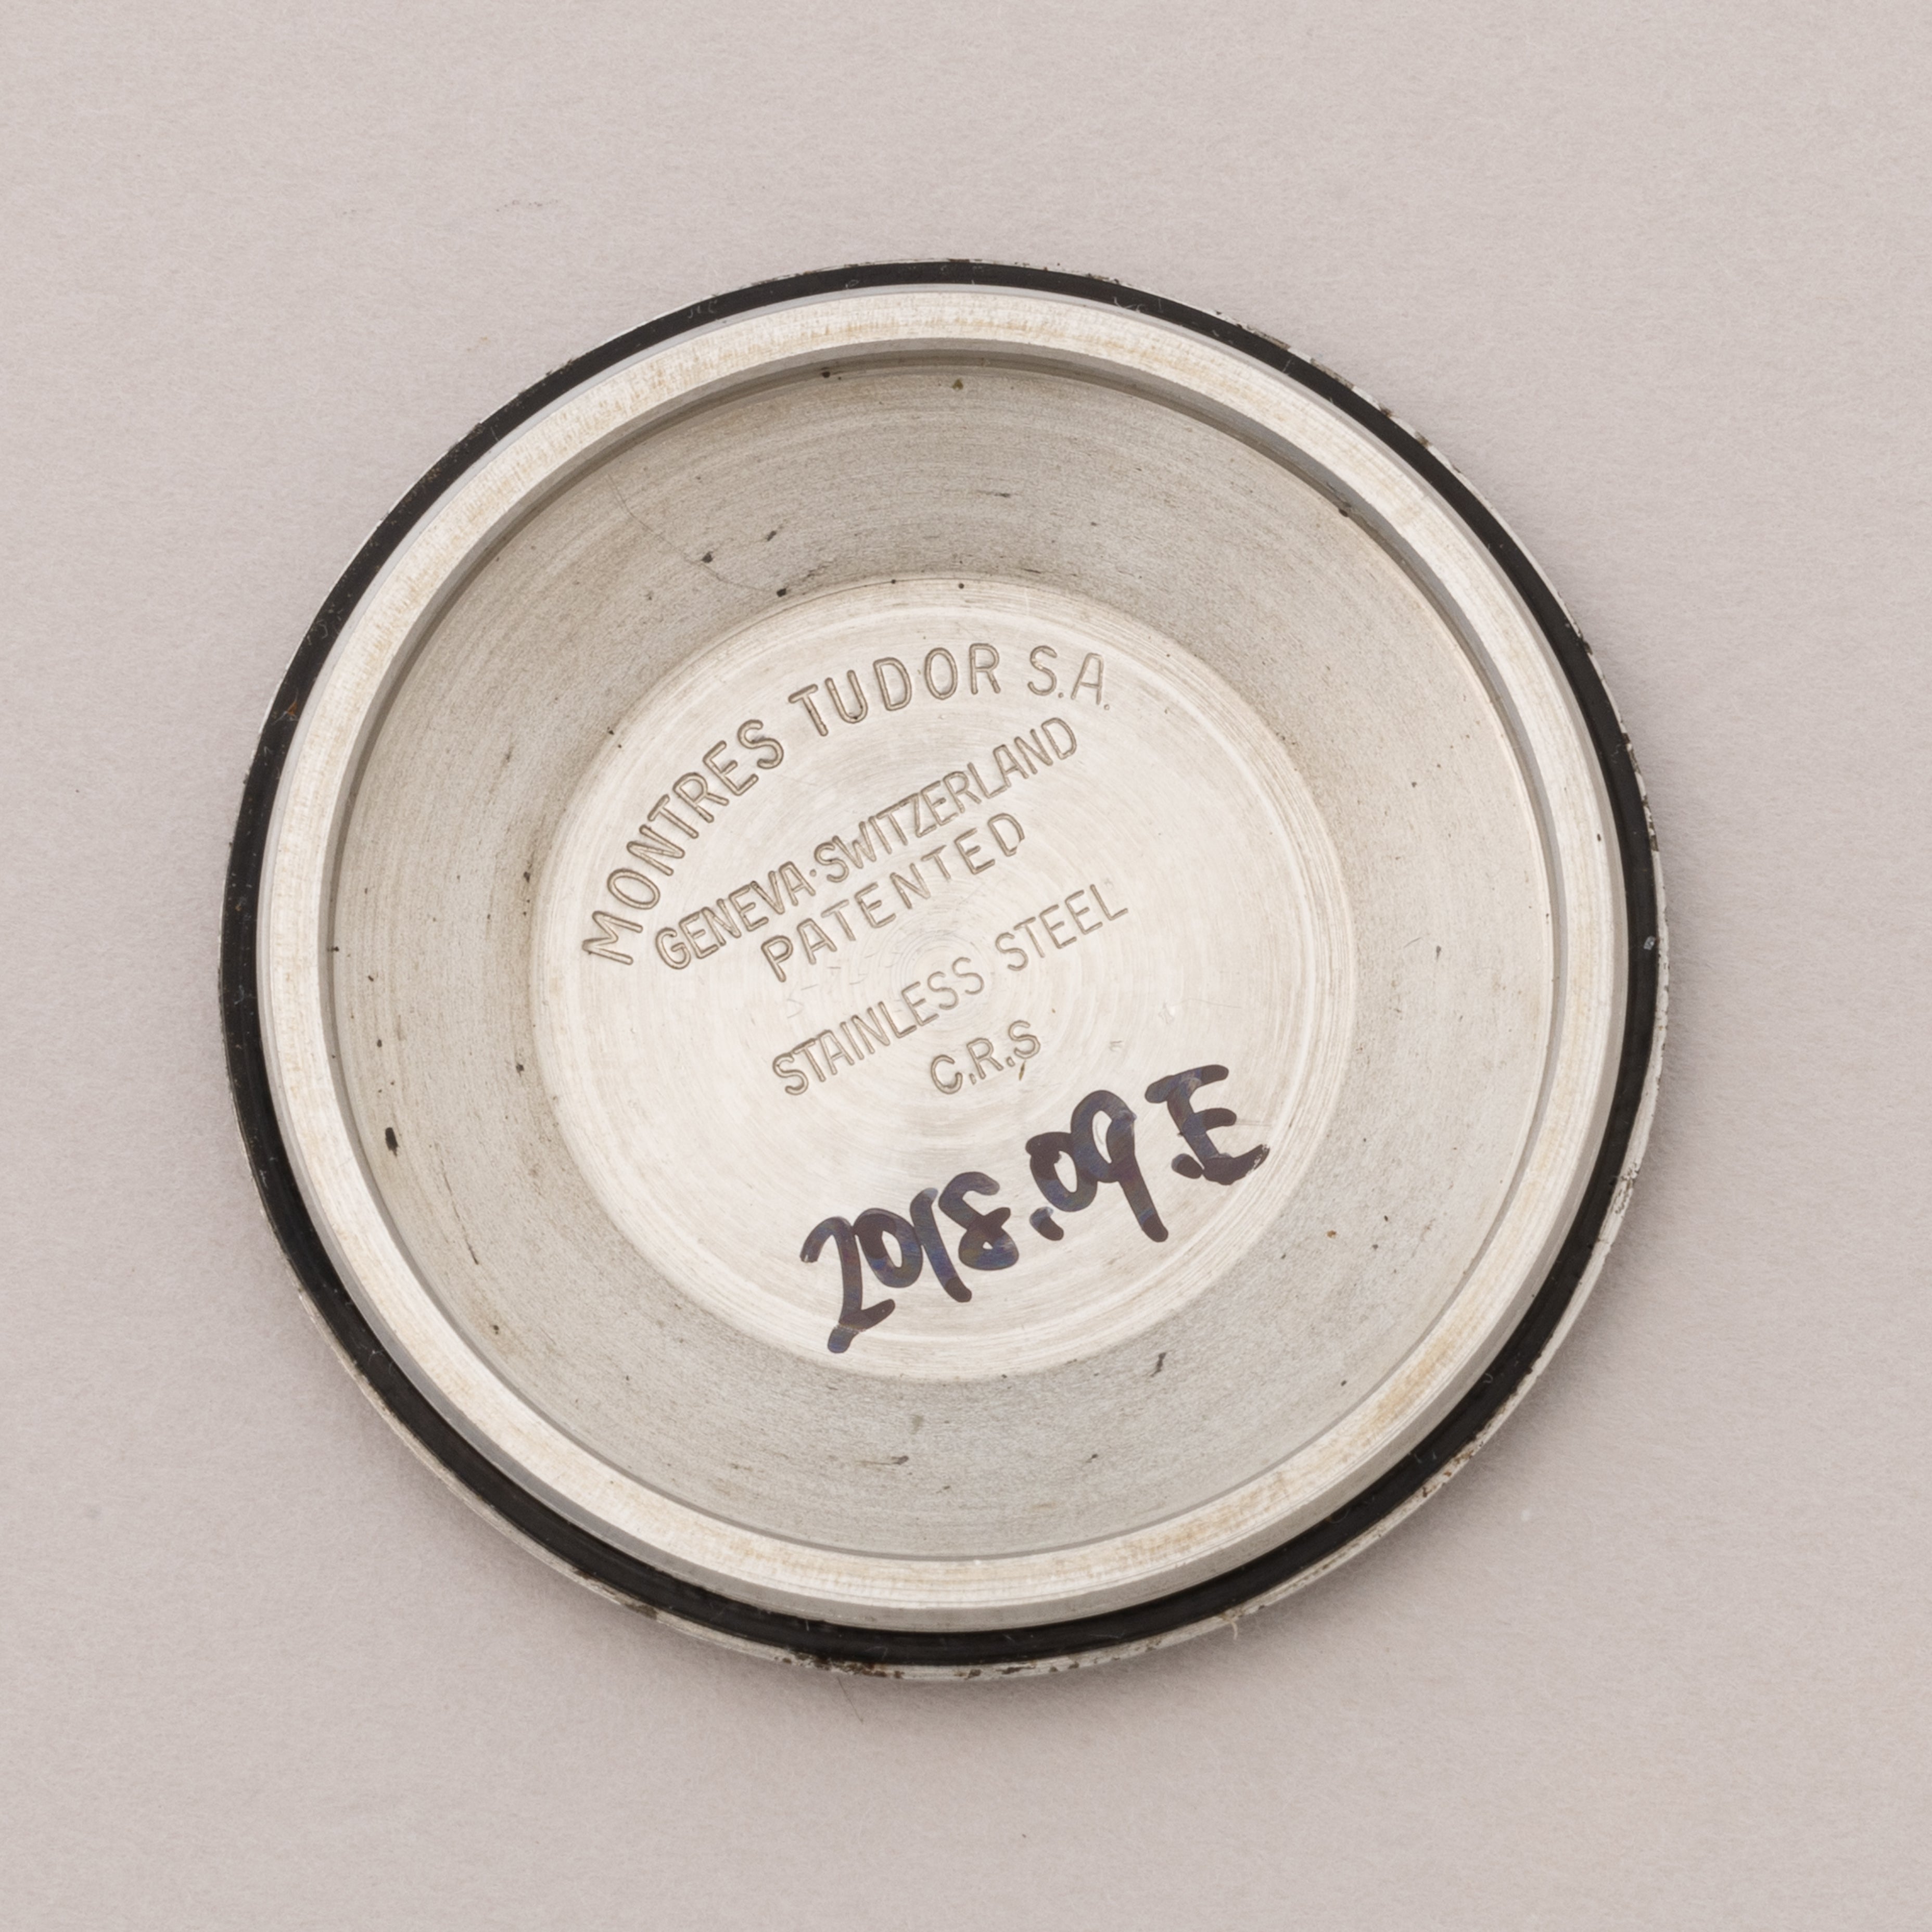 MONTRES TUDOR S.A.
GENEVA·SWITZERLAND
PATENTED
STAINLESS STEEL
C.R.S
2018.09.E